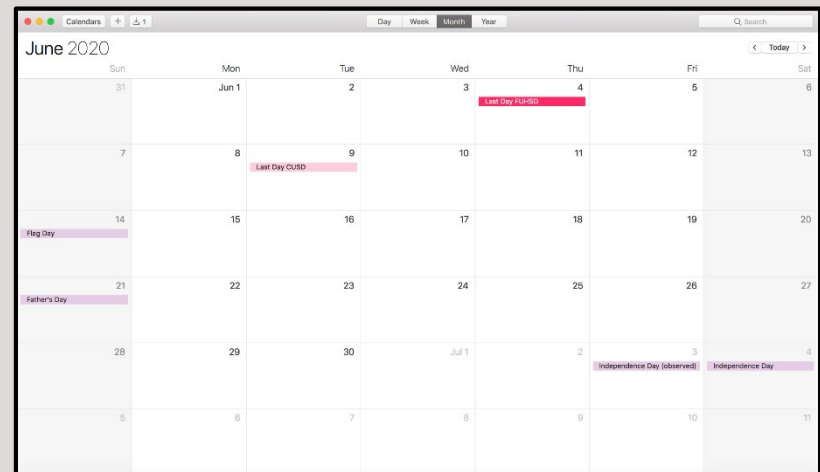 Calendars + 1 Day Week Month Year Search
June 2020 < Today >
Sun Mon Tue Wed Thu Fri Sat
31 Jun 1 2 3 4 5 6
Last Day FUHSD
7 8 9 10 11 12 13
Last Day CUSD
14 15 16 17 18 19 20
Flag Day
21 22 23 24 25 26 27
Father's Day
28 29 30 Jul 1 2 3 4
Independence Day (observed) Independence Day
5 6 7 8 9 10 11